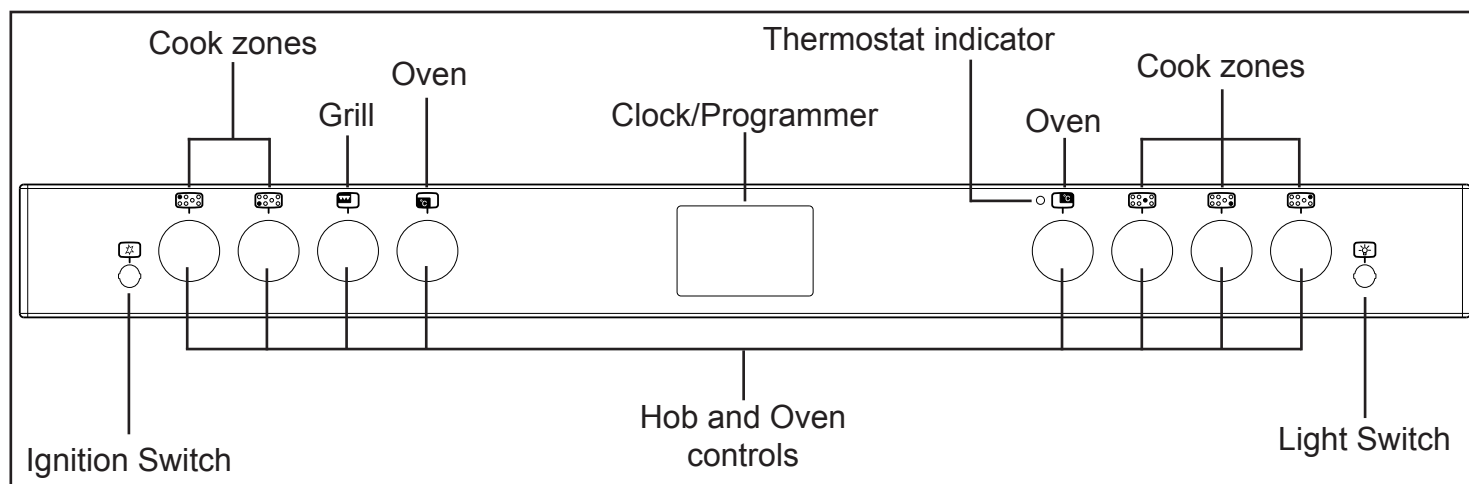 Cook zones
Oven
Grill
Clock/Programmer
Thermostat indicator
Oven
Cook zones
Hob and Oven
controls
Ignition Switch
Light Switch